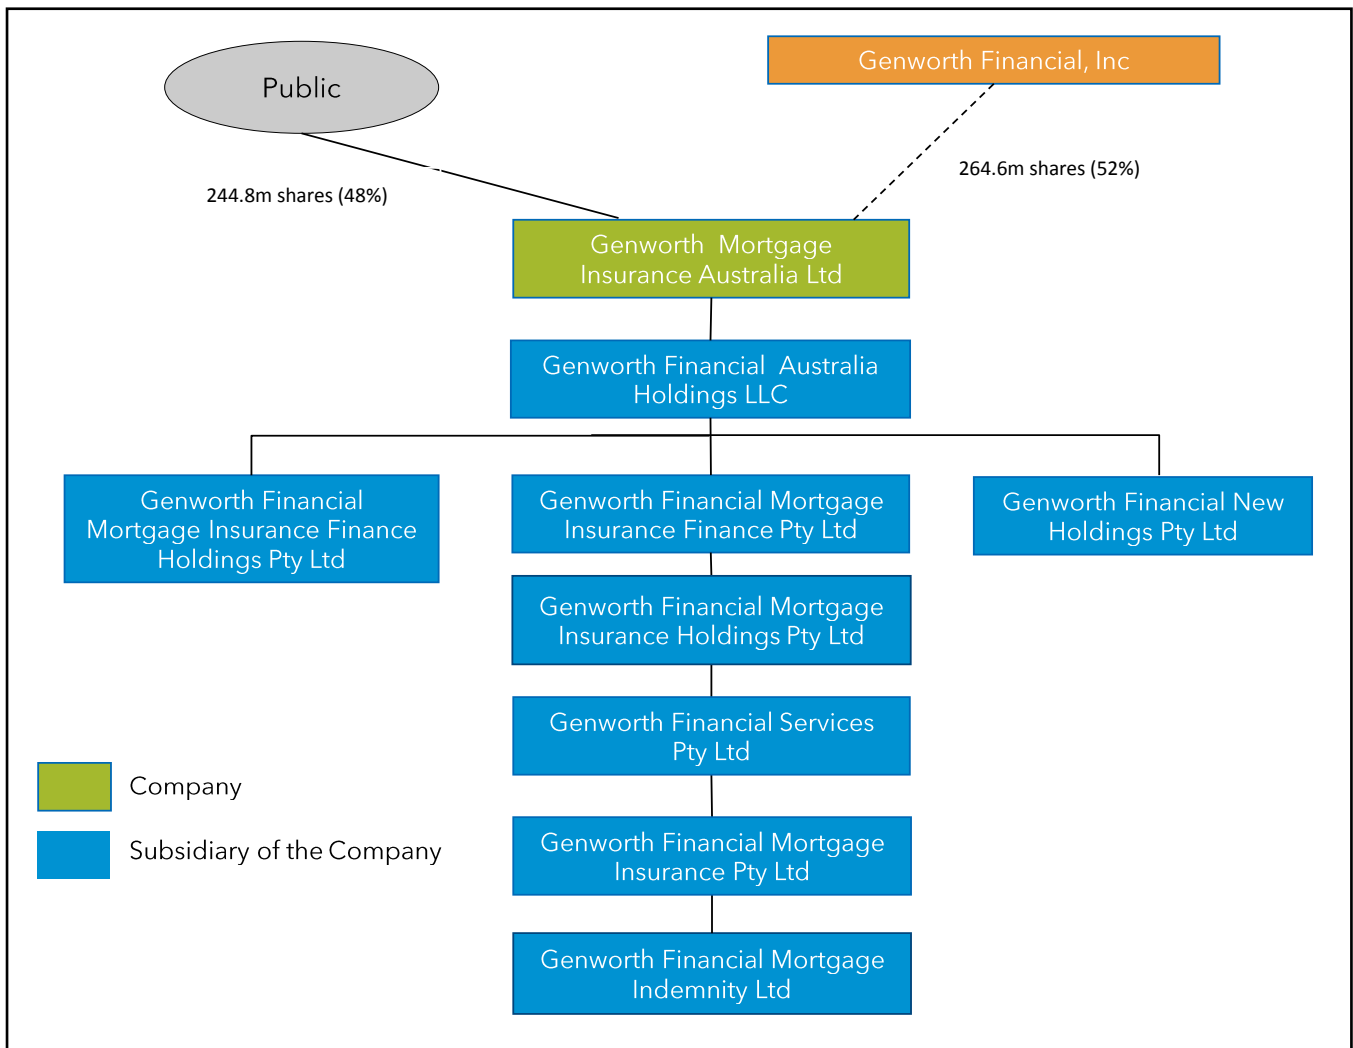 Public
Genworth Financial, Inc
244.8m shares (48%)
264.6m shares (52%)
Genworth Mortgage
Insurance Australia Ltd
Genworth Financial Australia
Holdings LLC
Genworth Financial
Mortgage Insurance Finance
Holdings Pty Ltd
Genworth Financial Mortgage
Insurance Finance Pty Ltd
Genworth Financial New
Holdings Pty Ltd
Genworth Financial Mortgage
Insurance Holdings Pty Ltd
Genworth Financial Services
Pty Ltd
Genworth Financial Mortgage
Insurance Pty Ltd
Genworth Financial Mortgage
Indemnity Ltd
Company
Subsidiary of the Company